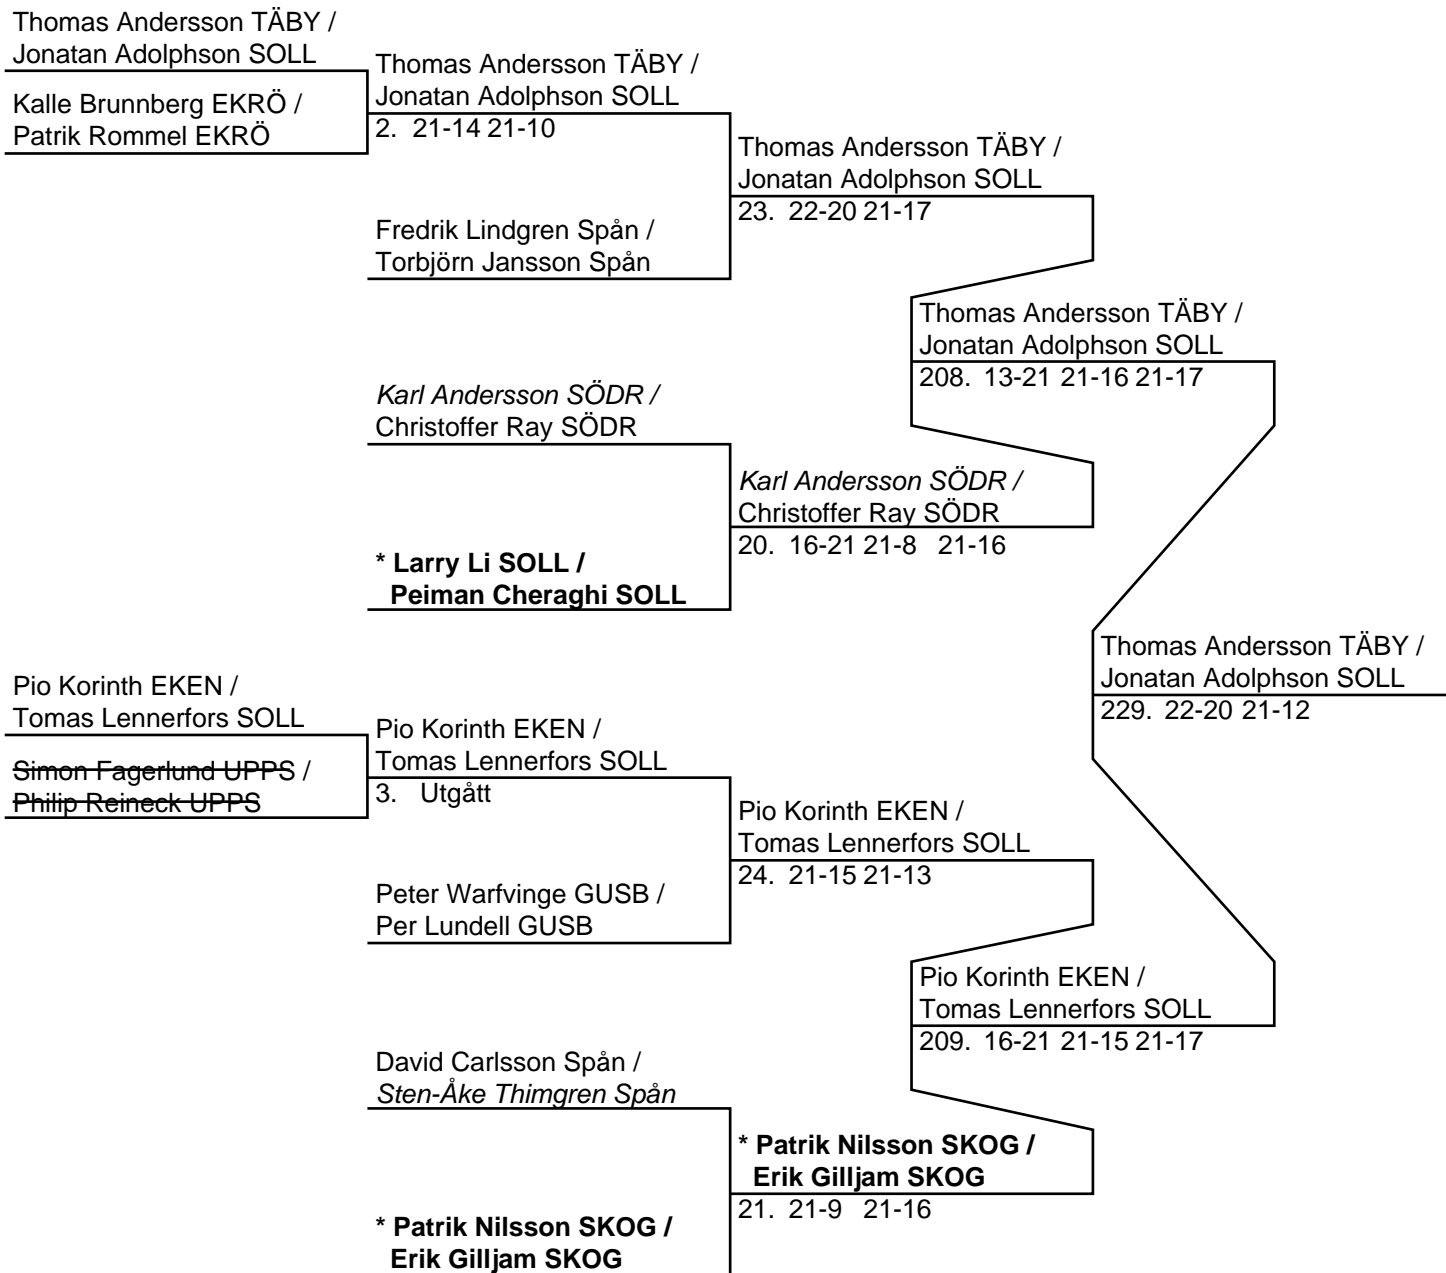 Thomas Andersson TÄBY /
Jonatan Adolphson SOLL
Kalle Brunnberg EKRÖ /
Patrik Rommel EKRÖ
Thomas Andersson TÄBY /
Jonatan Adolphson SOLL
2. 21-14 21-10
Fredrik Lindgren Spån /
Torbjörn Jansson Spån
Thomas Andersson TÄBY /
Jonatan Adolphson SOLL
23. 22-20 21-17
Karl Andersson SÖDR /
Christoffer Ray SÖDR
* Larry Li SOLL /
Peiman Cheraghi SOLL
Karl Andersson SÖDR /
Christoffer Ray SÖDR
20. 16-21 21-8 21-16
Thomas Andersson TÄBY /
Jonatan Adolphson SOLL
208. 13-21 21-16 21-17
Pio Korinth EKEN /
Tomas Lennerfors SOLL
Simon Fagerlund UPPS /
Philip Reineck UPPS
Pio Korinth EKEN /
Tomas Lennerfors SOLL
3. Utgått
Peter Warfvinge GUSB /
Per Lundell GUSB
Pio Korinth EKEN /
Tomas Lennerfors SOLL
24. 21-15 21-13
David Carlsson Spån /
Sten-Åke Thimgren Spån
* Patrik Nilsson SKOG /
Erik Gilljam SKOG
* Patrik Nilsson SKOG /
Erik Gilljam SKOG
21. 21-9 21-16
Pio Korinth EKEN /
Tomas Lennerfors SOLL
209. 16-21 21-15 21-17
Thomas Andersson TÄBY /
Jonatan Adolphson SOLL
229. 22-20 21-12